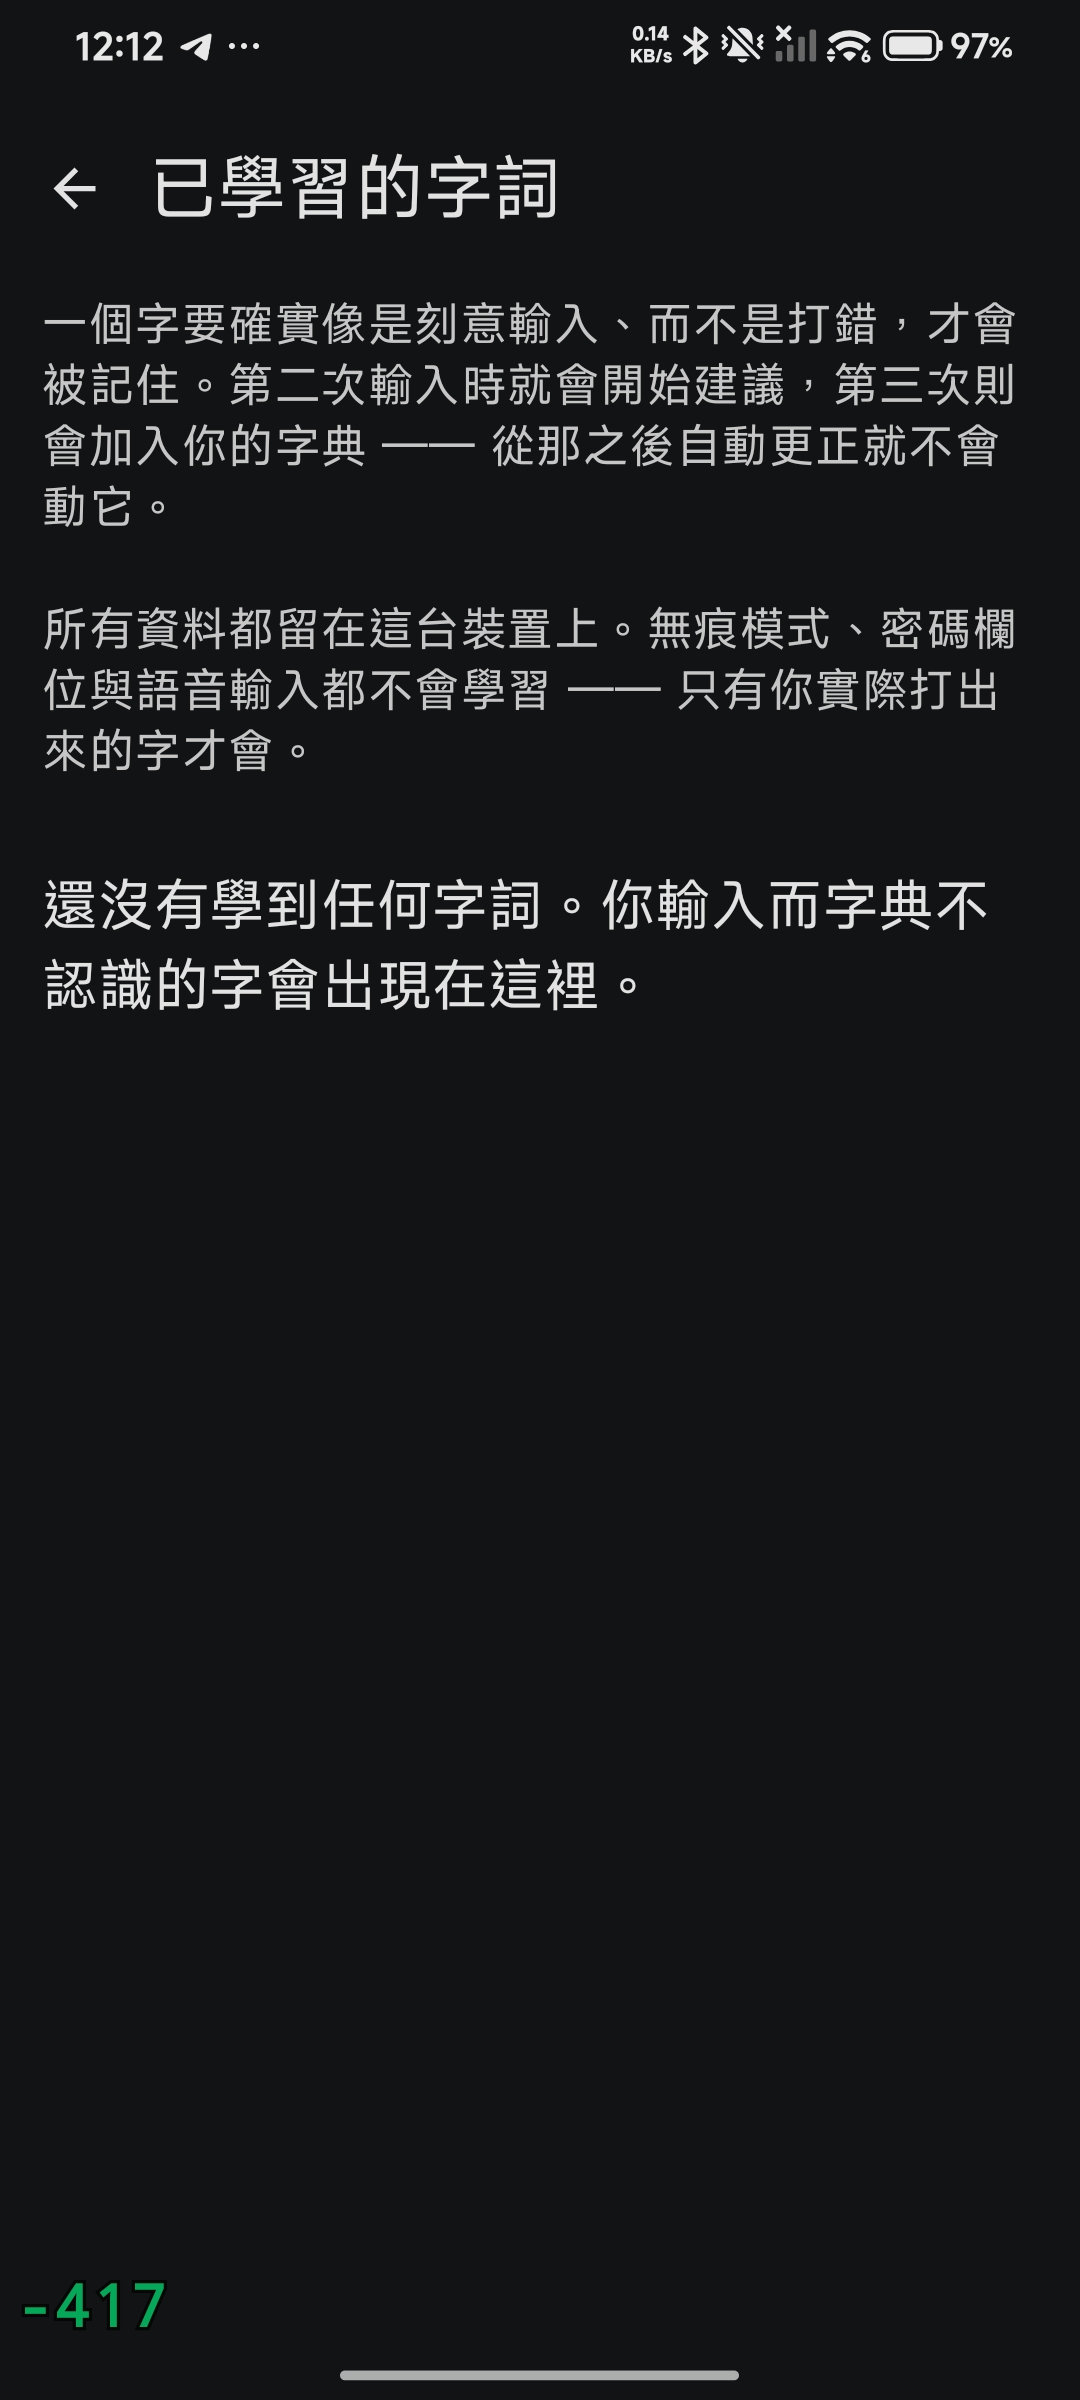 12:12 ... 0.14 KB/s 6 97%
已學習的字詞
一個字要確實像是刻意輸入、而不是打錯，才會
被記住。第二次輸入時就會開始建議，第三次則
會加入你的字典 —— 從那之後自動更正就不會
動它。
所有資料都留在這台裝置上。無痕模式、密碼欄
位與語音輸入都不會學習 —— 只有你實際打出
來的字才會。
還沒有學到任何字詞。你輸入而字典不
認識的字會出現在這裡。
-417